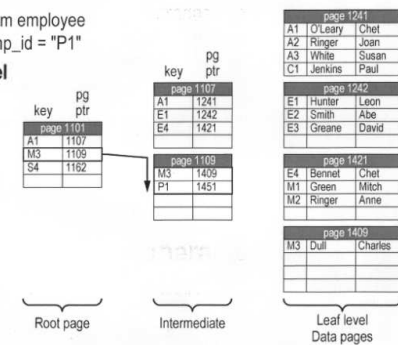 m employee
np_id = "P1"
el
key pg ptr
page 1101
A1 1107
M3 1109
S4 1162
key pg ptr
page 1107
A1 1241
E1 1242
E4 1421
page 1109
M3 1409
P1 1451
page 1241
A1 O'Leary Chet
A2 Ringer Joan
A3 White Susan
C1 Jenkins Paul
page 1242
E1 Hunter Leon
E2 Smith Abe
E3 Greane David
page 1421
E4 Bennet Chet
M1 Green Mitch
M2 Ringer Anne
page 1409
M3 Dull Charles
Root page
Intermediate
Leaf level
Data pages